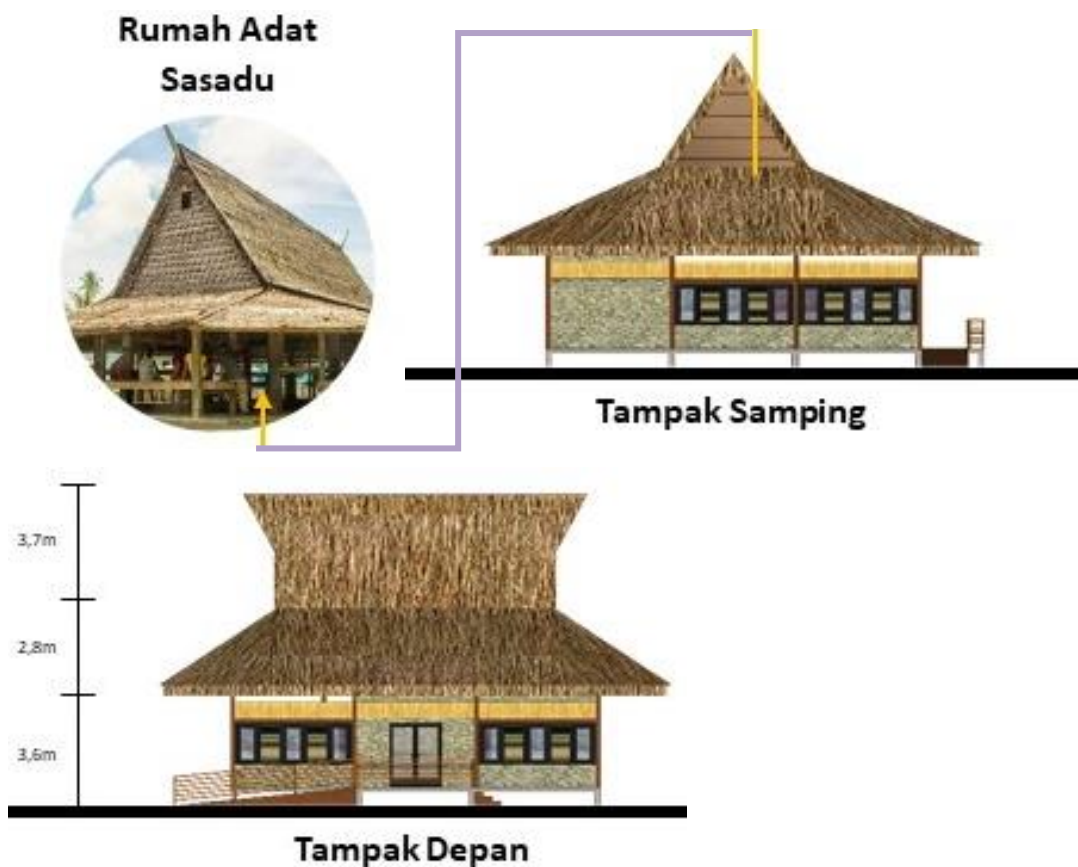 Rumah Adat
Sasadu
Tampak Samping
3,7m
2,8m
3,6m
Tampak Depan